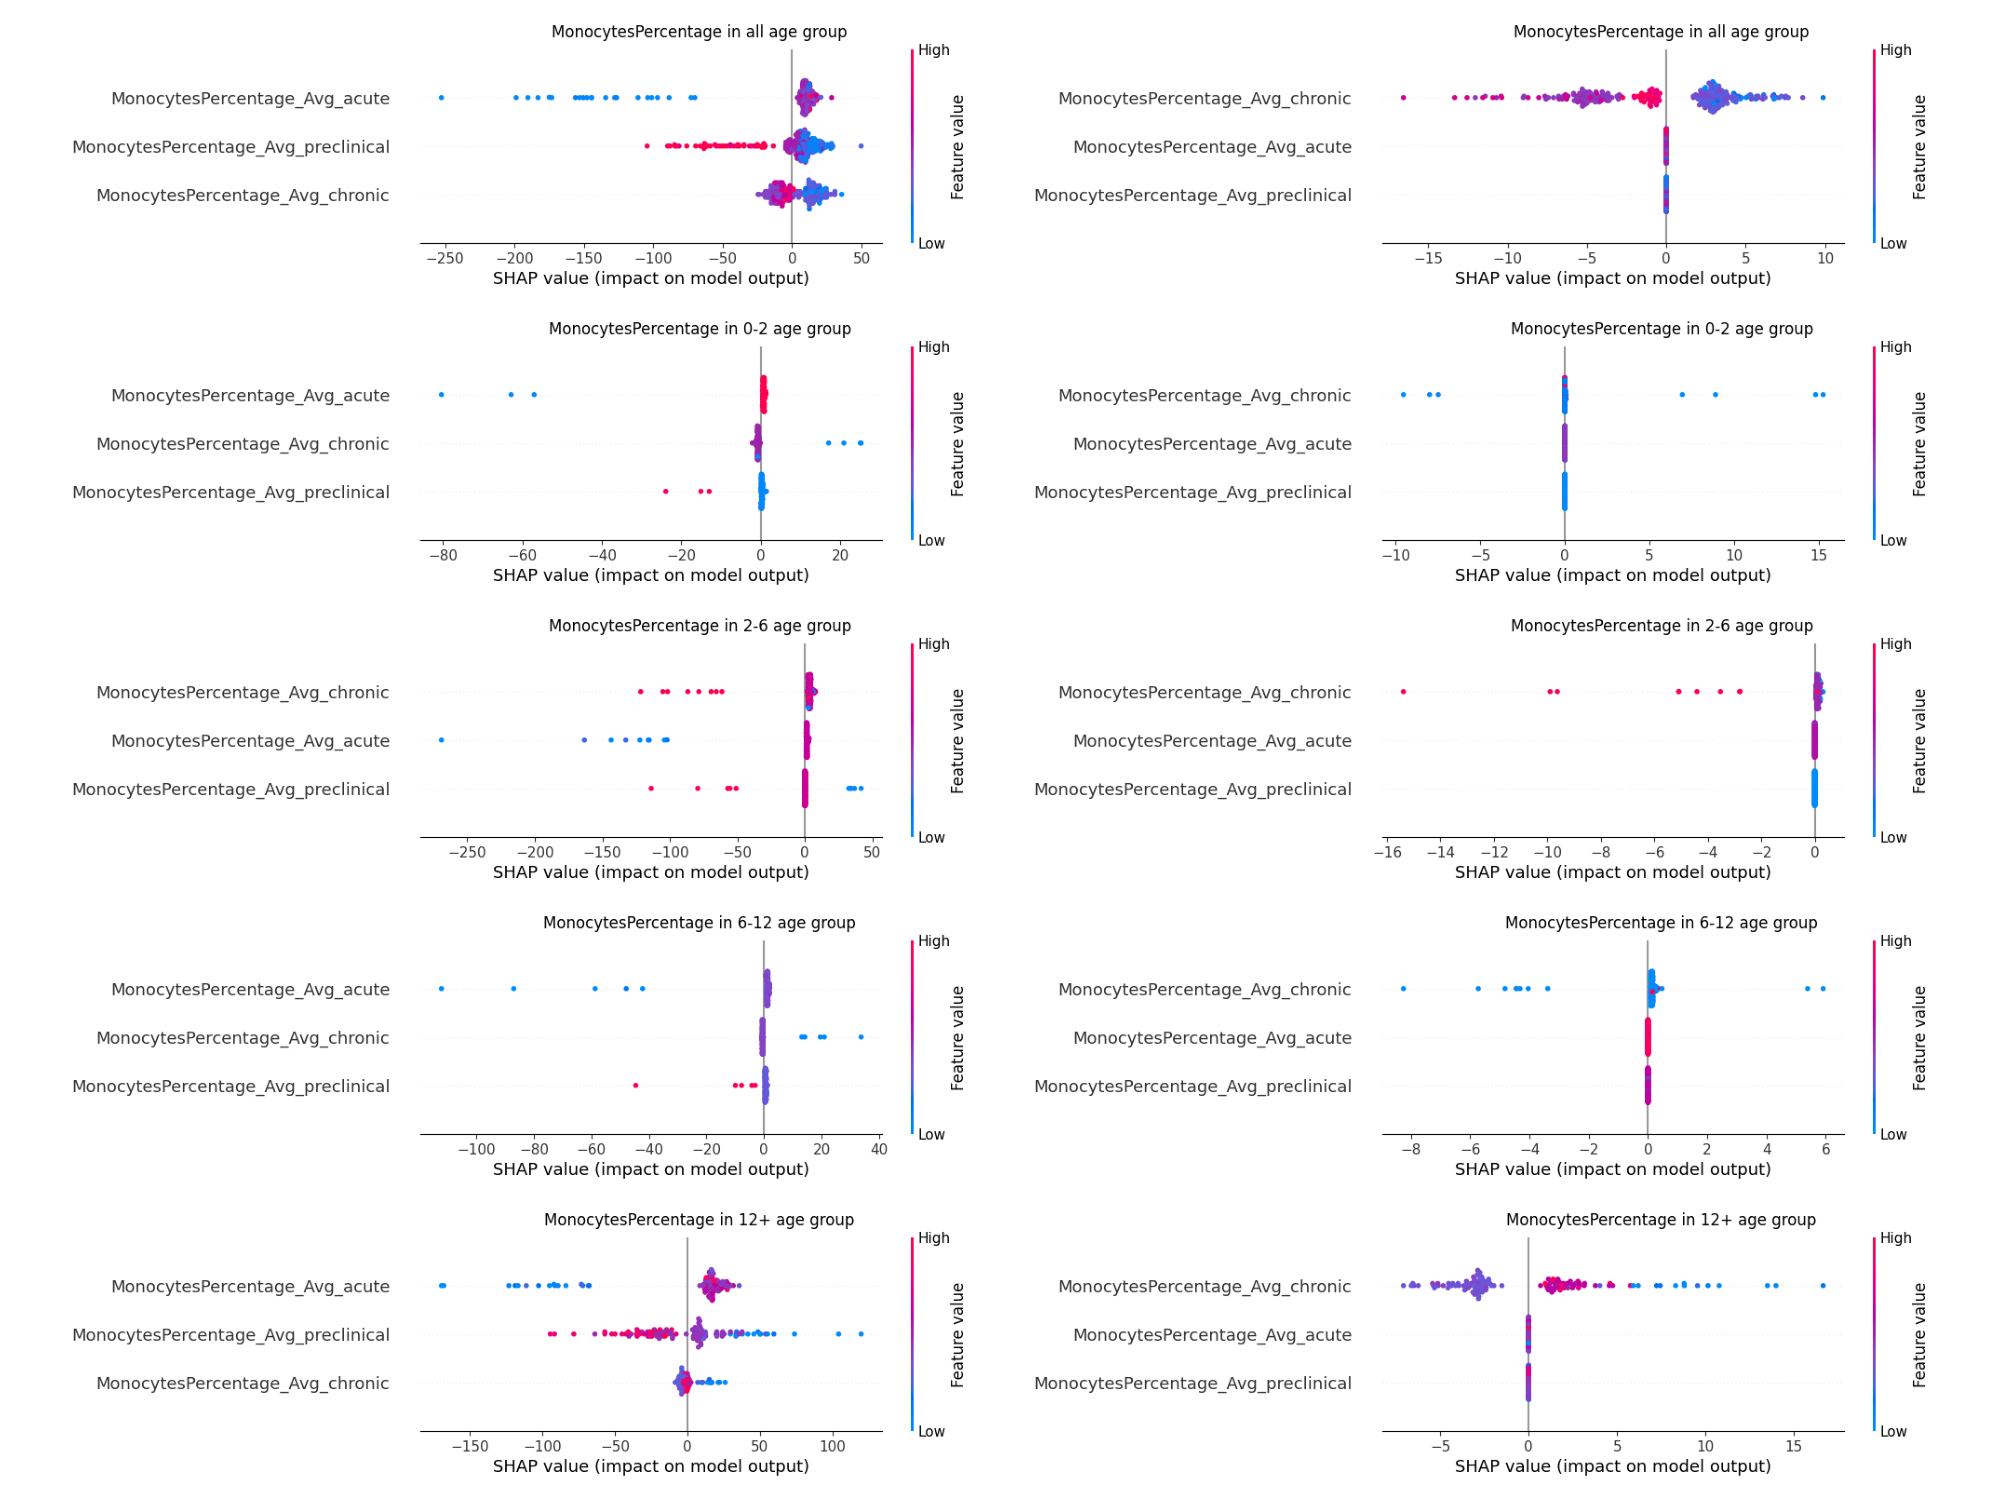 MonocytesPercentage in all age group
High
MonocytesPercentage_Avg_acute
MonocytesPercentage_Avg_preclinical
MonocytesPercentage_Avg_chronic
Feature value
Low
−250 −200 −150 −100 −50 0 50
SHAP value (impact on model output)
MonocytesPercentage in all age group
High
MonocytesPercentage_Avg_chronic
MonocytesPercentage_Avg_acute
MonocytesPercentage_Avg_preclinical
Feature value
Low
−15 −10 −5 0 5 10
SHAP value (impact on model output)
MonocytesPercentage in 0-2 age group
High
MonocytesPercentage_Avg_acute
MonocytesPercentage_Avg_chronic
MonocytesPercentage_Avg_preclinical
Feature value
Low
−80 −60 −40 −20 0 20
SHAP value (impact on model output)
MonocytesPercentage in 0-2 age group
High
MonocytesPercentage_Avg_chronic
MonocytesPercentage_Avg_acute
MonocytesPercentage_Avg_preclinical
Feature value
Low
−10 −5 0 5 10 15
SHAP value (impact on model output)
MonocytesPercentage in 2-6 age group
High
MonocytesPercentage_Avg_chronic
MonocytesPercentage_Avg_acute
MonocytesPercentage_Avg_preclinical
Feature value
Low
−250 −200 −150 −100 −50 0 50
SHAP value (impact on model output)
MonocytesPercentage in 2-6 age group
High
MonocytesPercentage_Avg_chronic
MonocytesPercentage_Avg_acute
MonocytesPercentage_Avg_preclinical
Feature value
Low
−16 −14 −12 −10 −8 −6 −4 −2 0
SHAP value (impact on model output)
MonocytesPercentage in 6-12 age group
High
MonocytesPercentage_Avg_acute
MonocytesPercentage_Avg_chronic
MonocytesPercentage_Avg_preclinical
Feature value
Low
−100 −80 −60 −40 −20 0 20 40
SHAP value (impact on model output)
MonocytesPercentage in 6-12 age group
High
MonocytesPercentage_Avg_chronic
MonocytesPercentage_Avg_acute
MonocytesPercentage_Avg_preclinical
Feature value
Low
−8 −6 −4 −2 0 2 4 6
SHAP value (impact on model output)
MonocytesPercentage in 12+ age group
High
MonocytesPercentage_Avg_acute
MonocytesPercentage_Avg_preclinical
MonocytesPercentage_Avg_chronic
Feature value
Low
−150 −100 −50 0 50 100
SHAP value (impact on model output)
MonocytesPercentage in 12+ age group
High
MonocytesPercentage_Avg_chronic
MonocytesPercentage_Avg_acute
MonocytesPercentage_Avg_preclinical
Feature value
Low
−5 0 5 10 15
SHAP value (impact on model output)